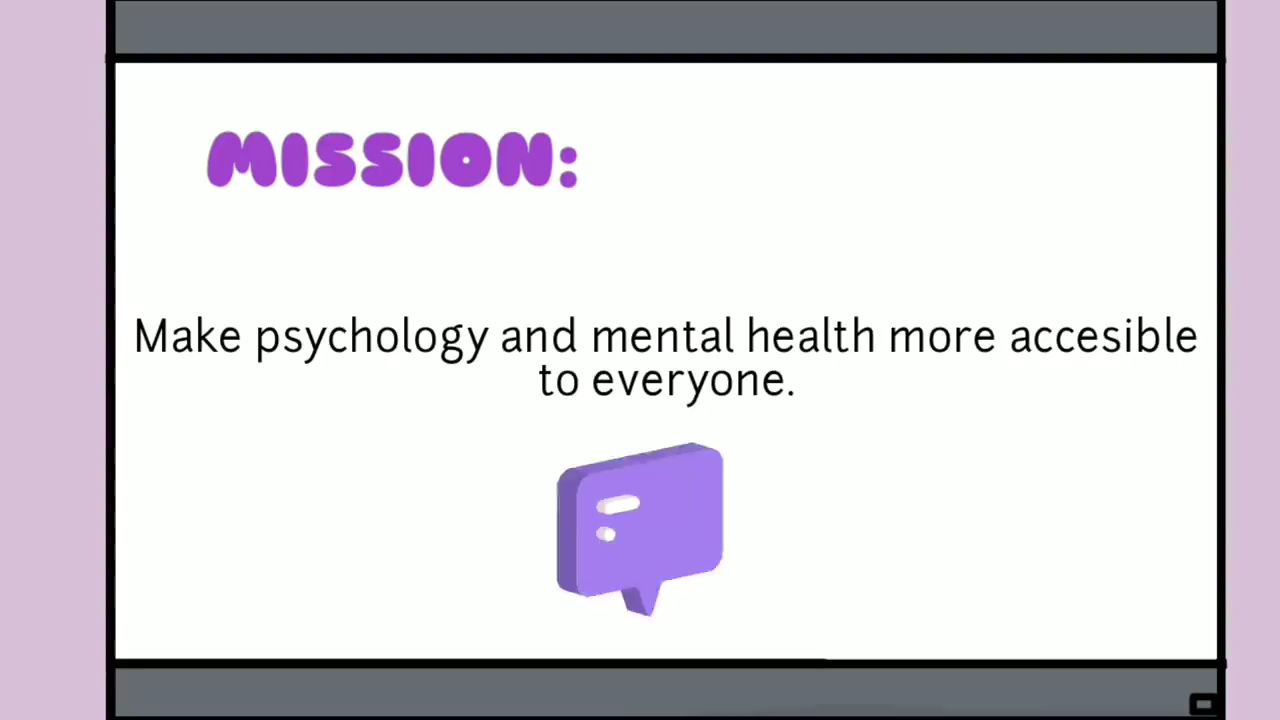 MISSION:
Make psychology and mental health more accesible
to everyone.